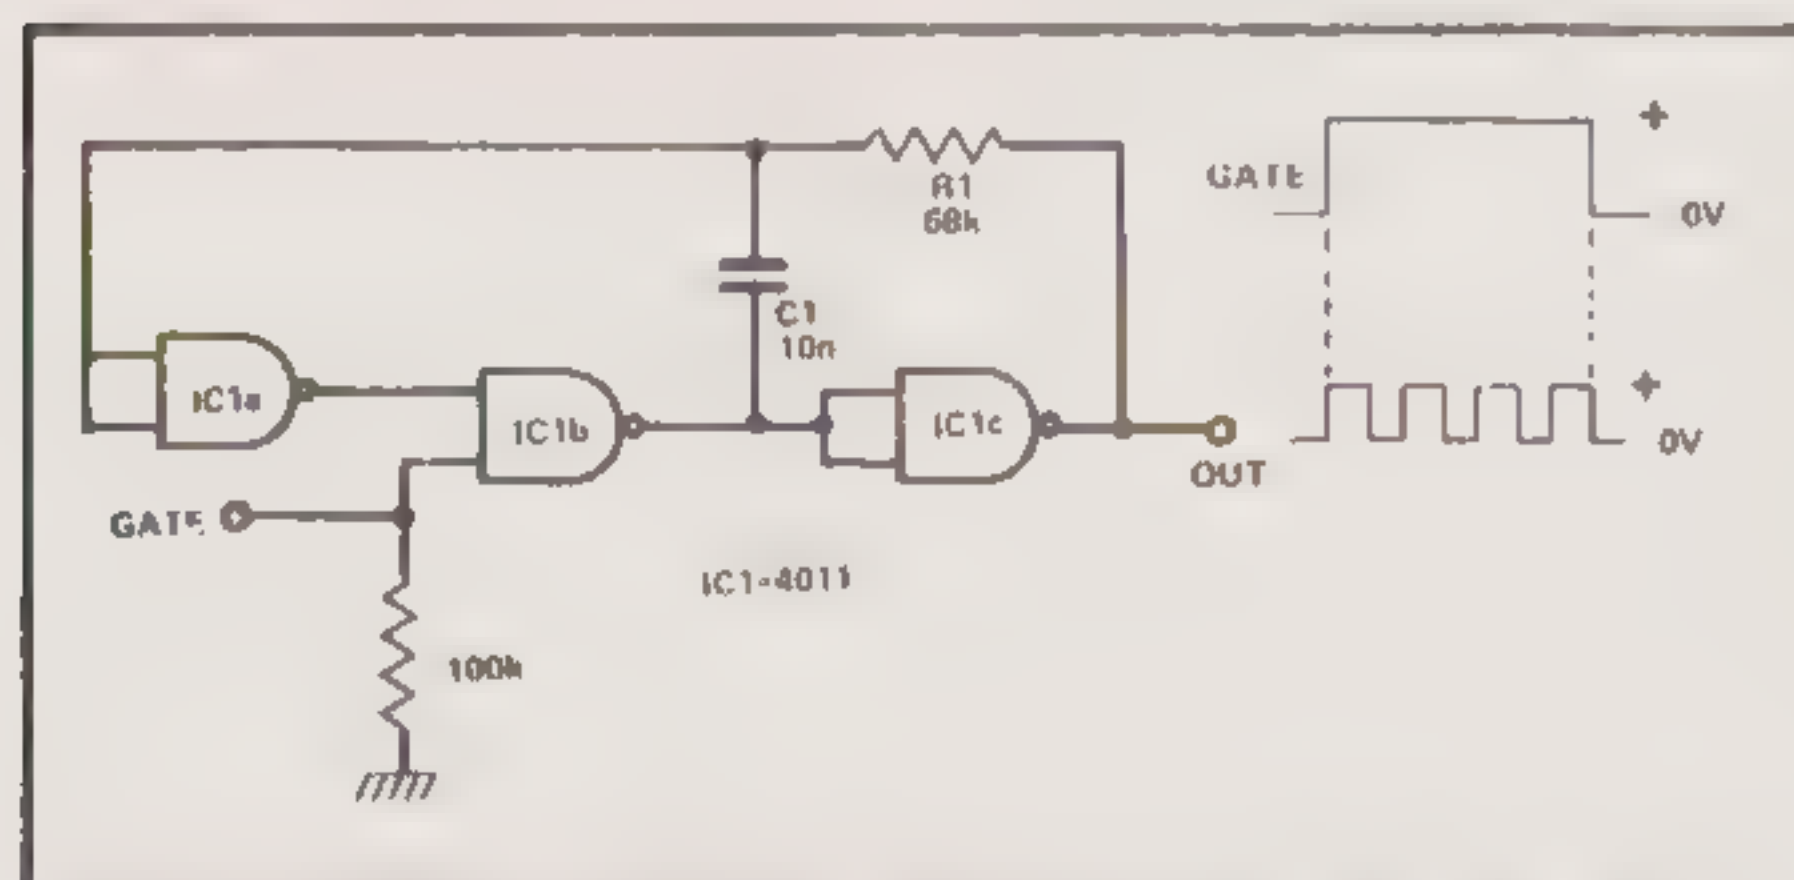 GATE
+
0V
R1
68k
C1
10n
IC1a
IC1b
IC1c
+
0V
OUT
GATE
IC1-4011
100k